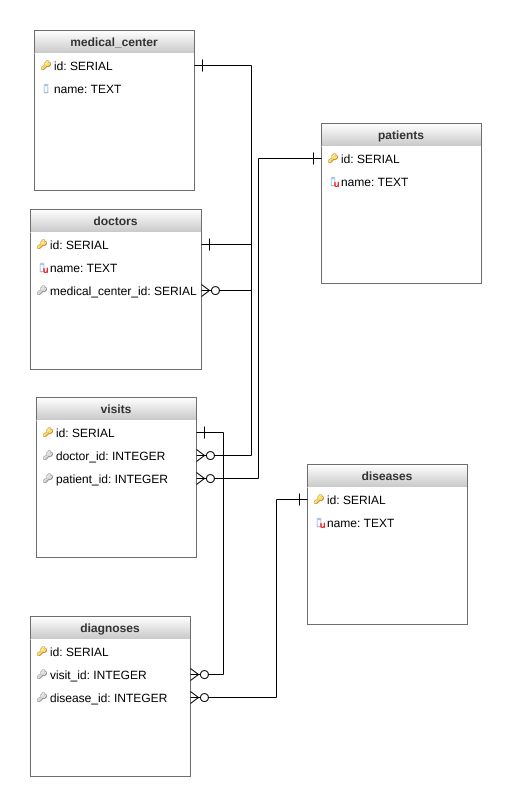 medical_center
id: SERIAL
name: TEXT
patients
id: SERIAL
name: TEXT
doctors
id: SERIAL
name: TEXT
medical_center_id: SERIAL
visits
id: SERIAL
doctor_id: INTEGER
patient_id: INTEGER
diseases
id: SERIAL
name: TEXT
diagnoses
id: SERIAL
visit_id: INTEGER
disease_id: INTEGER